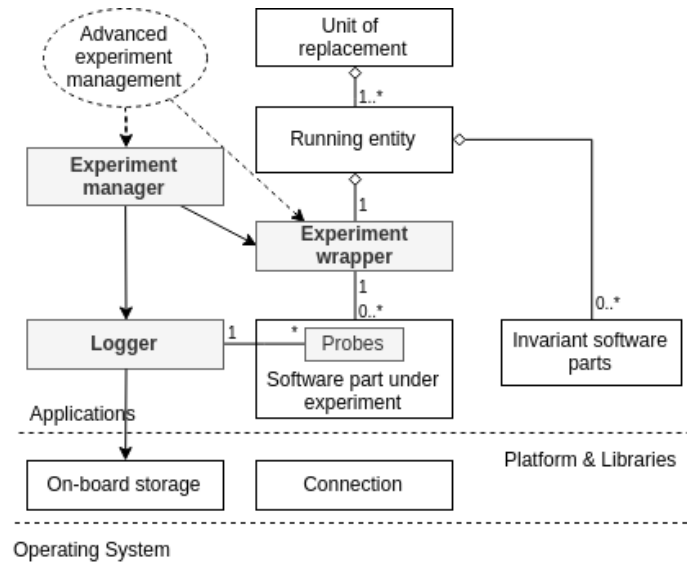 Advanced
experiment
management
Unit of
replacement
1..*
Running entity
Experiment
manager
1
Experiment
wrapper
1
0..*
0..*
Logger
1
*
Probes
Software part under
experiment
Invariant software
parts
Applications
Platform & Libraries
On-board storage
Connection
Operating System